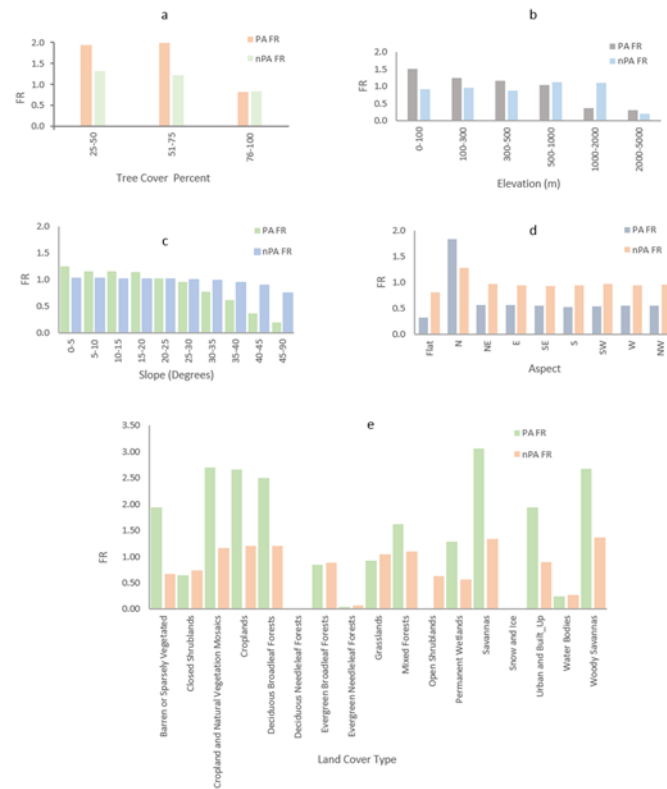 a
PA FR
nPA FR
2.0
1.5
1.0
0.5
0.0
FR
25-50
51-75
76-100
Tree Cover Percent
b
PA FR
nPA FR
2.0
1.5
1.0
0.5
0.0
FR
0-100
100-300
300-500
500-1000
1000-2000
2000-5000
Elevation (m)
c
PA FR
nPA FR
2.0
1.5
1.0
0.5
0.0
FR
0-5
5-10
10-15
15-20
20-25
25-30
30-35
35-40
40-45
45-90
Slope (Degrees)
d
PA FR
nPA FR
2.0
1.5
1.0
0.5
0.0
FR
Flat
N
NE
E
SE
S
SW
W
NW
Aspect
e
PA FR
nPA FR
3.50
3.00
2.50
2.00
1.50
1.00
0.50
0.00
FR
Barren or Sparsely Vegetated
Closed Shrublands
Cropland and Natural Vegetation Mosaics
Croplands
Deciduous Broadleaf Forests
Deciduous Needleleaf Forests
Evergreen Broadleaf Forests
Evergreen Needleleaf Forests
Grasslands
Mixed Forests
Open Shrublands
Permanent Wetlands
Savannas
Snow and Ice
Urban and Built_Up
Water Bodies
Woody Savannas
Land Cover Type